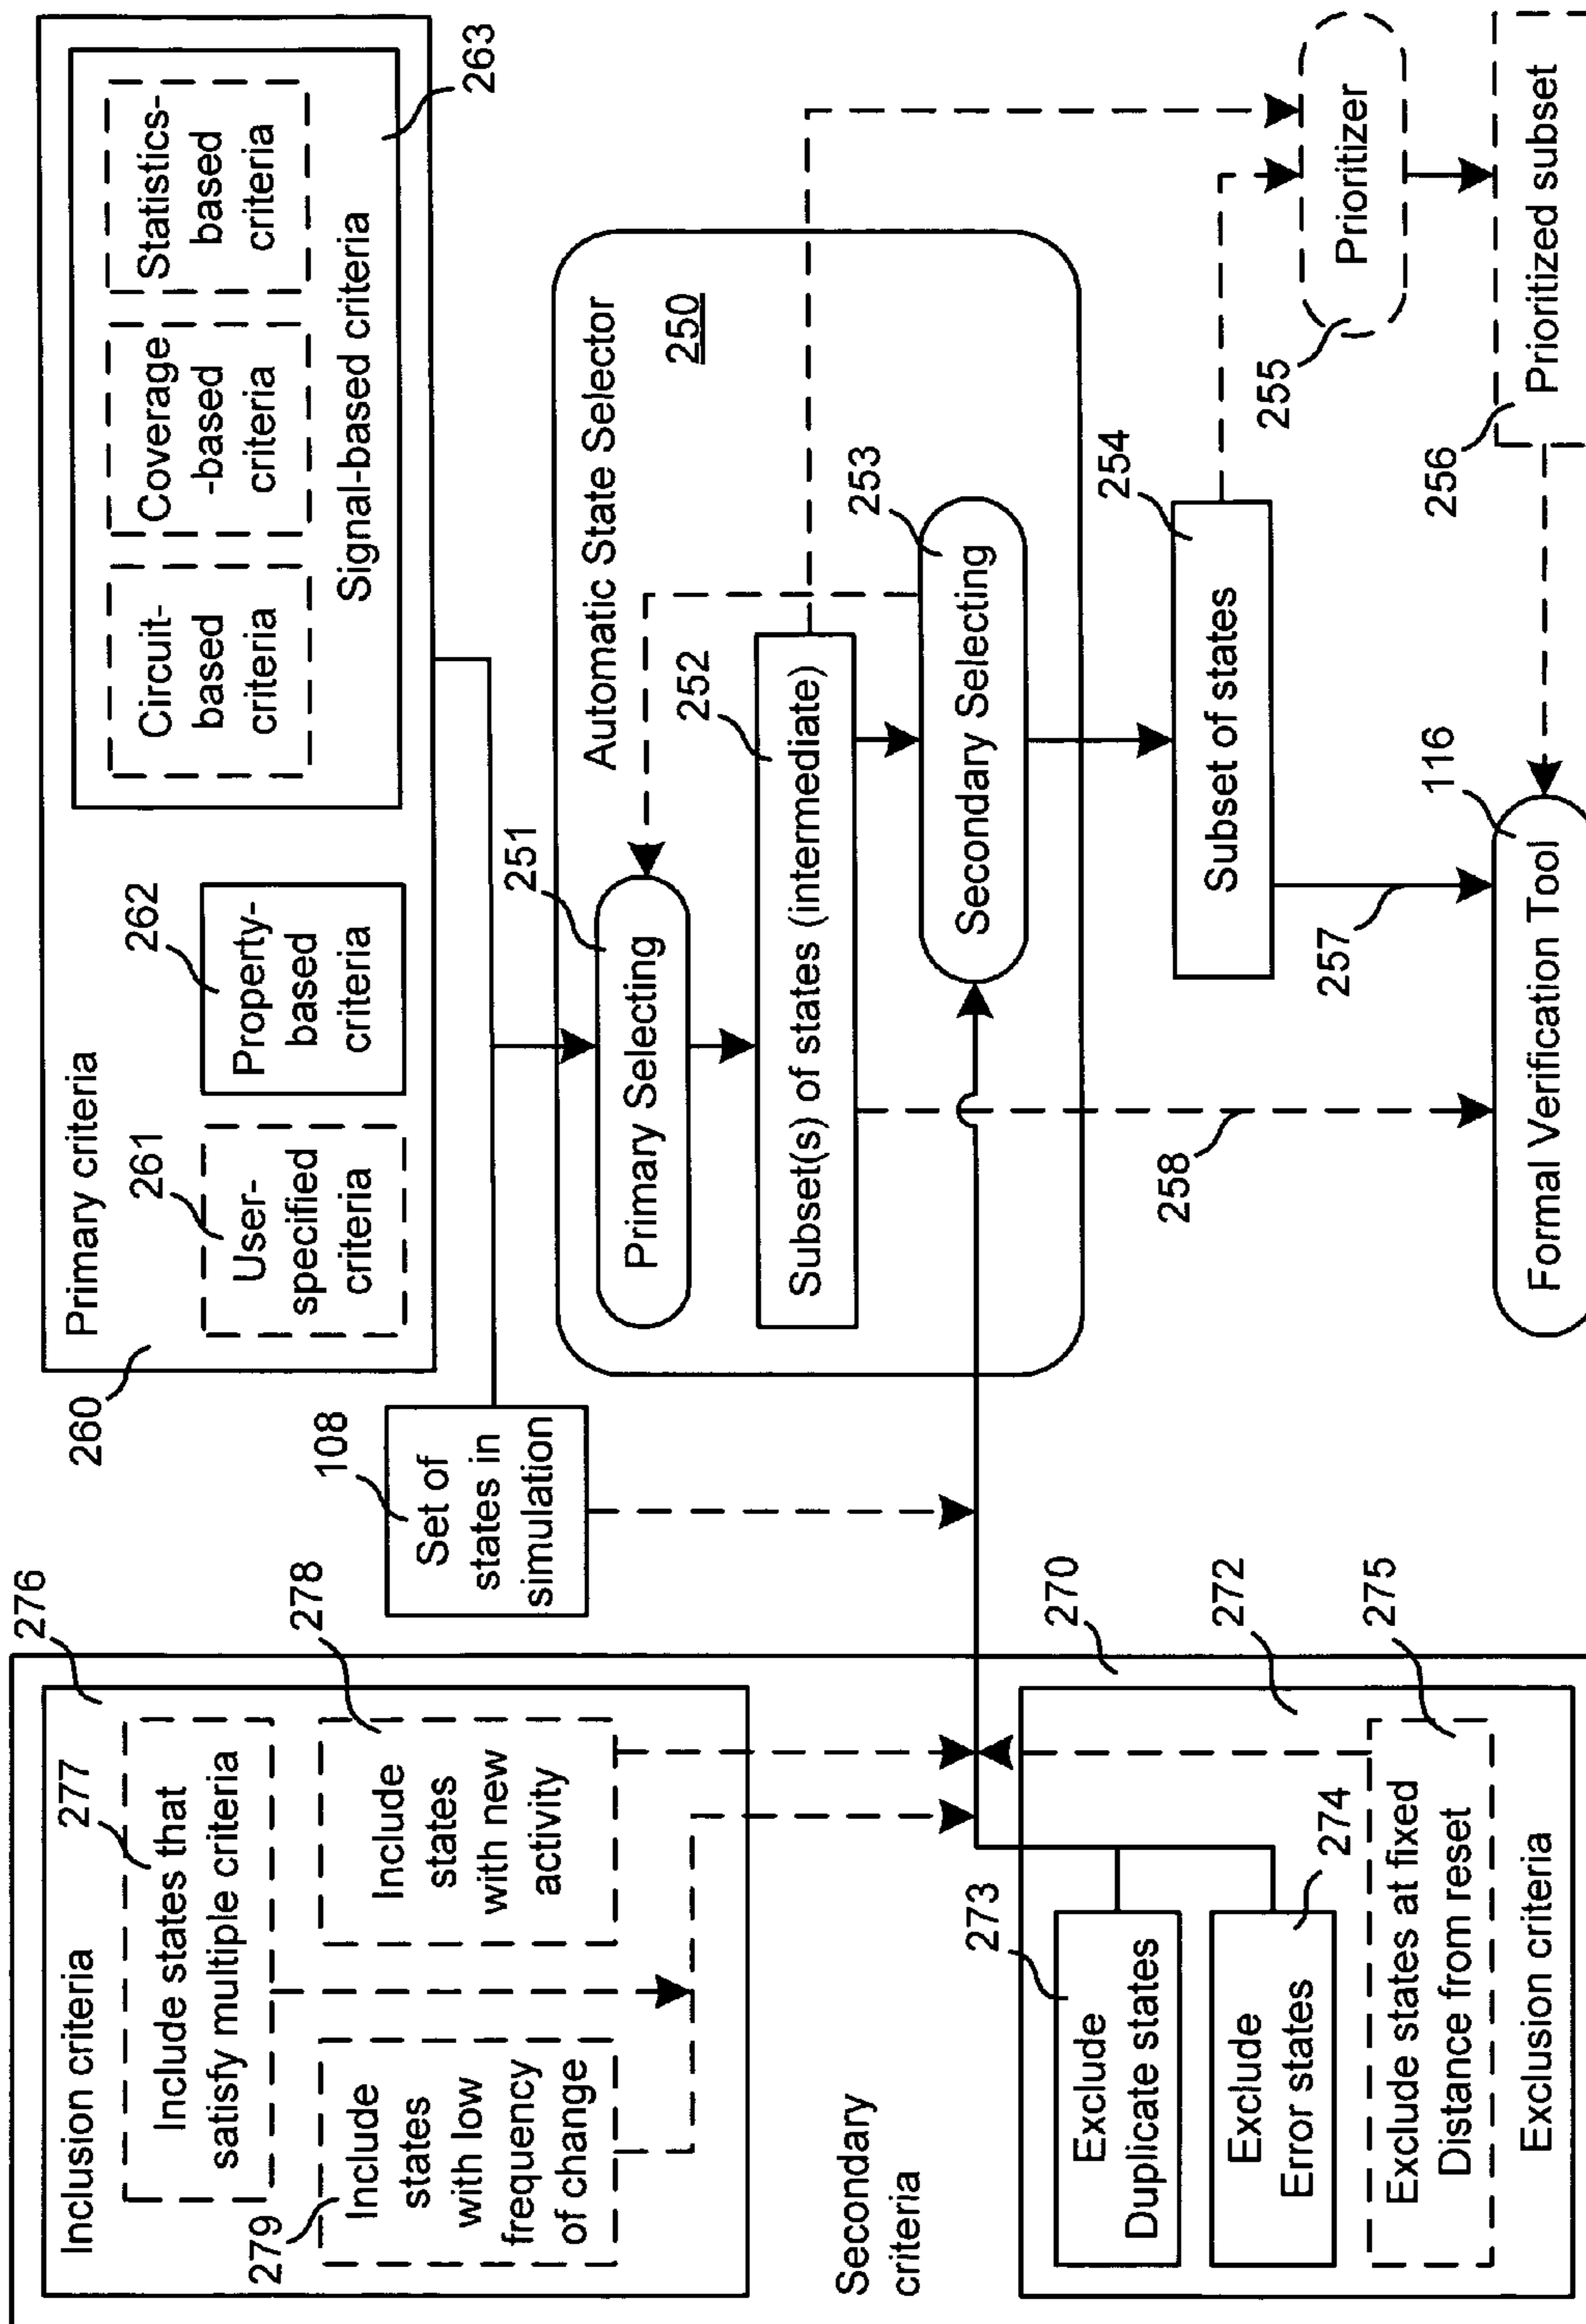 Primary criteria
260
261
User-
specified
criteria
262
Property-
based
criteria
Circuit-
based
criteria
Coverage
-based
criteria
Statistics-
based
criteria
Signal-based criteria
263
276
Inclusion criteria
277
Include states that
satisfy multiple criteria
279
Include
states
with low
frequency
of change
278
Include
states
with new
activity
108
Set of
states in
simulation
Automatic State Selector
250
251
Primary Selecting
252
Subset(s) of states (intermediate)
253
Secondary Selecting
Secondary
criteria
270
272
273
Exclude
Duplicate states
274
Exclude
Error states
275
Exclude states at fixed
Distance from reset
Exclusion criteria
254
Subset of states
255
Prioritizer
256
Prioritized subset
257
258
116
Formal Verification Tool